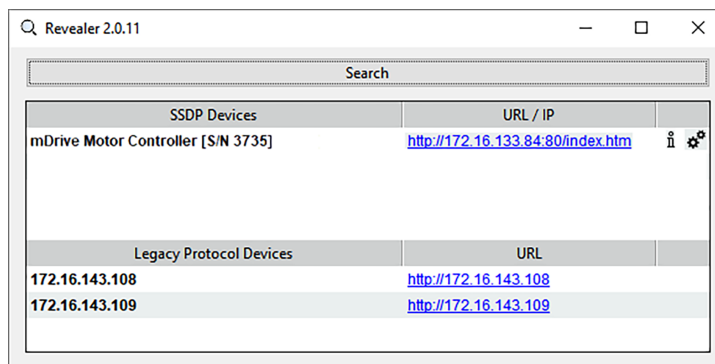 Revealer 2.0.11
Search
SSDP Devices URL / IP
mDrive Motor Controller [S/N 3735] http://172.16.133.84:80/index.htm
Legacy Protocol Devices URL
172.16.143.108 http://172.16.143.108
172.16.143.109 http://172.16.143.109